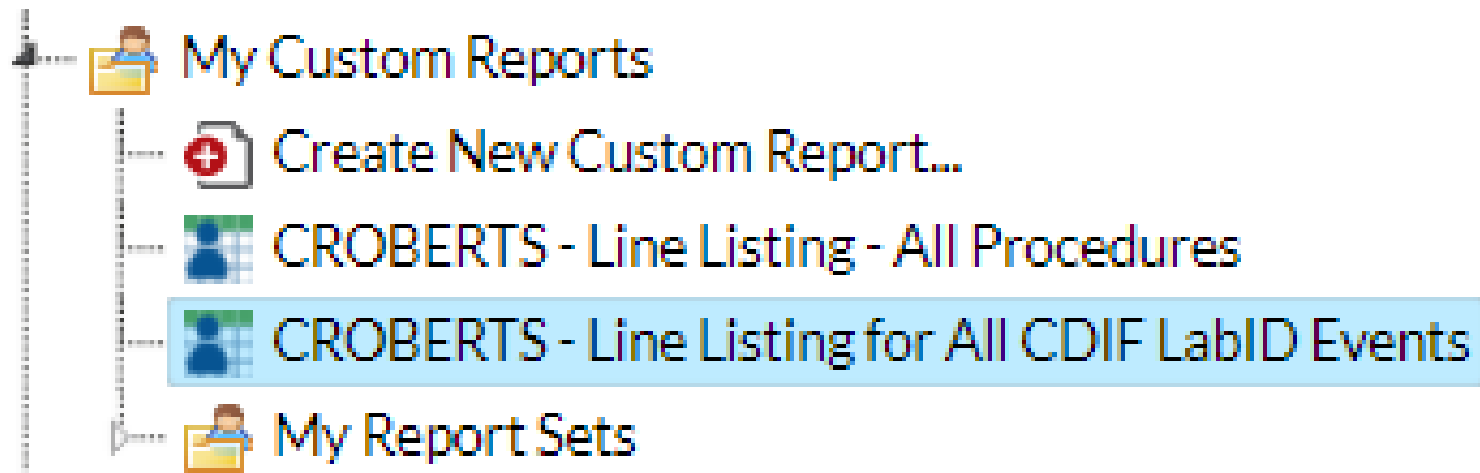 My Custom Reports
Create New Custom Report...
CROBERTS - Line Listing - All Procedures
CROBERTS - Line Listing for All CDIF LabID Events
My Report Sets